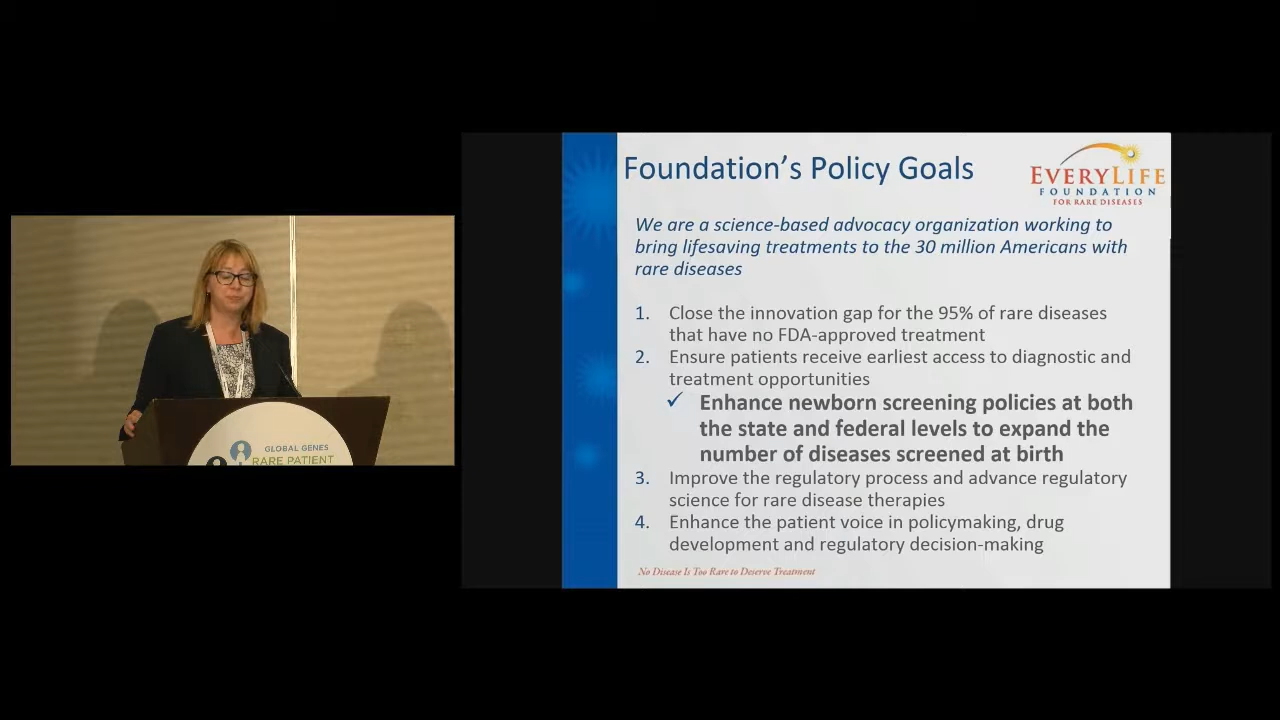 GLOBAL GENES
RARE PATIENT
Foundation's Policy Goals
EVERYLIFE
FOUNDATION
FOR RARE DISEASES
We are a science-based advocacy organization working to
bring lifesaving treatments to the 30 million Americans with
rare diseases
1. Close the innovation gap for the 95% of rare diseases
that have no FDA-approved treatment
2. Ensure patients receive earliest access to diagnostic and
treatment opportunities
✓ Enhance newborn screening policies at both
the state and federal levels to expand the
number of diseases screened at birth
3. Improve the regulatory process and advance regulatory
science for rare disease therapies
4. Enhance the patient voice in policymaking, drug
development and regulatory decision-making
No Disease Is Too Rare to Deserve Treatment